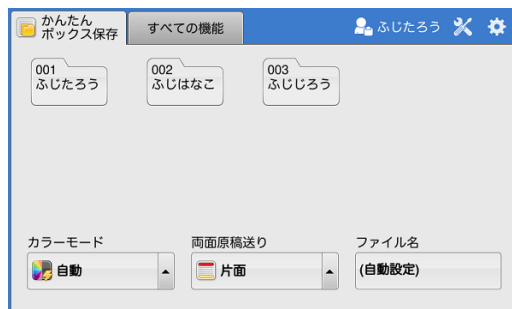 かんたん
ボックス保存
すべての機能
ふじたろう
001
ふじたろう
002
ふじはなこ
003
ふじじろう
カラーモード
両面原稿送り
ファイル名
自動
片面
(自動設定)